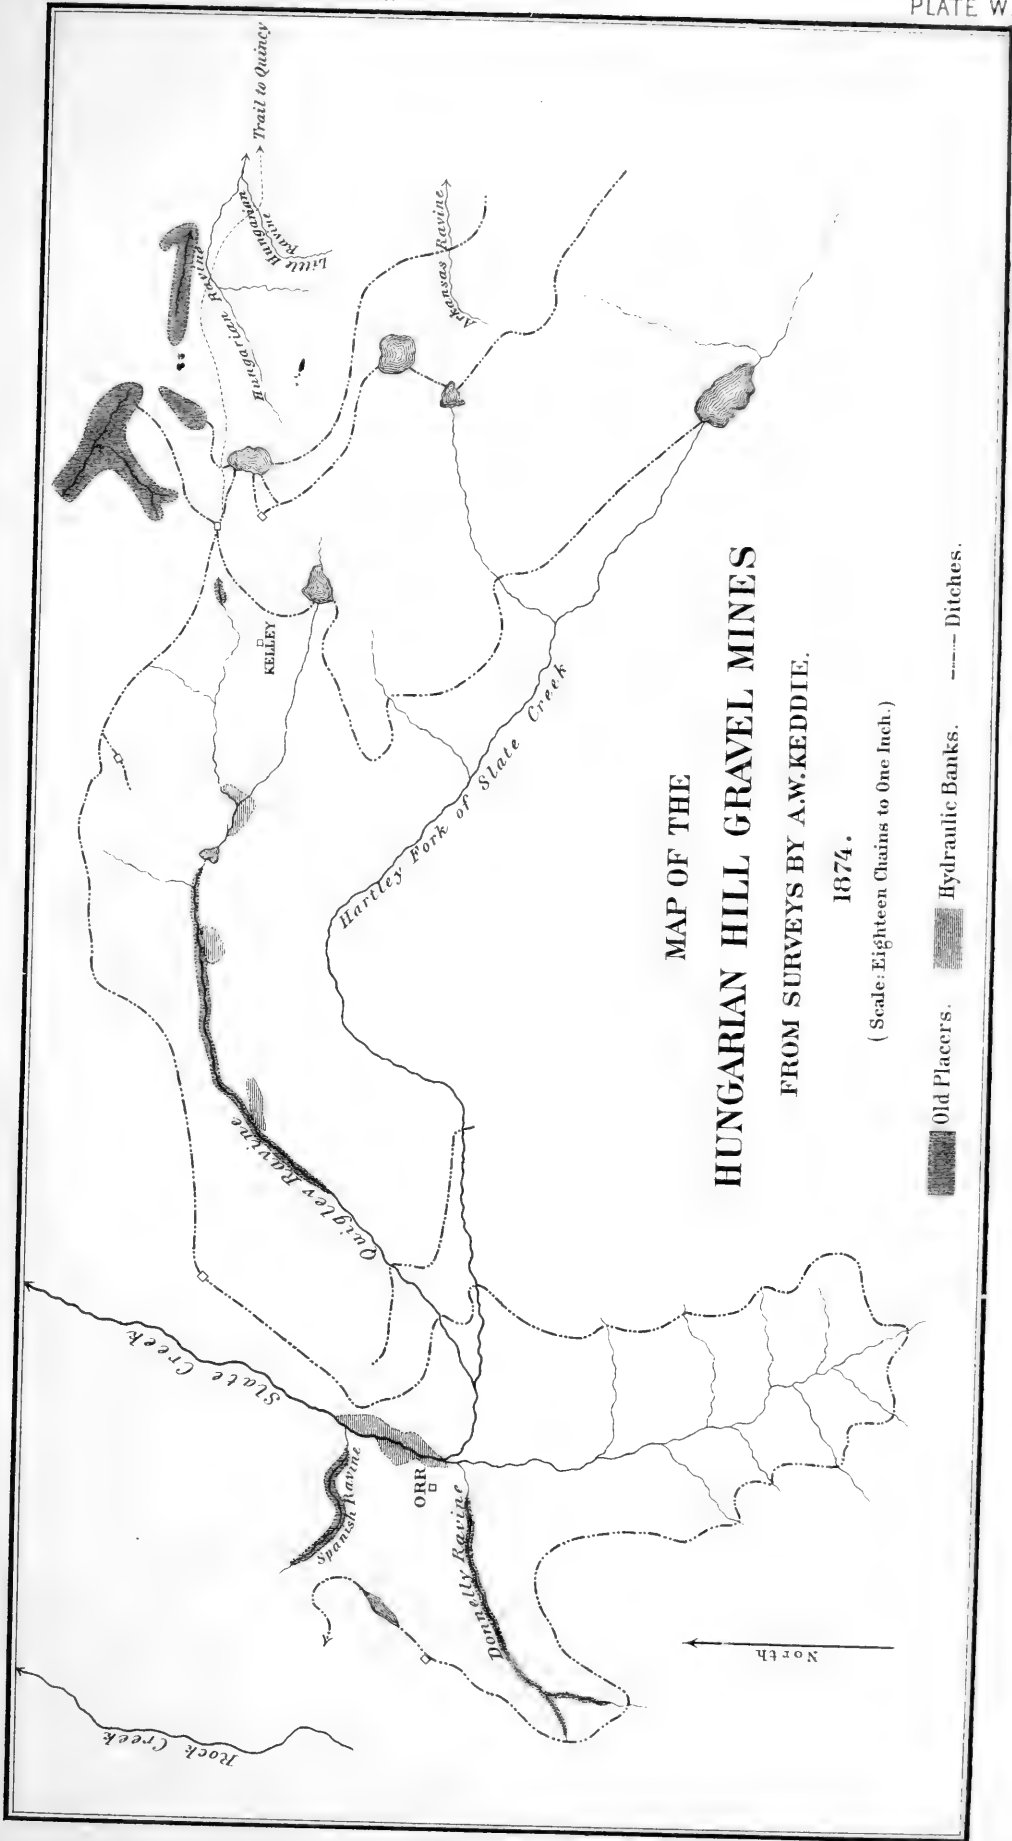 PLATE W
Trail to Quincy
Little Hungarian
Ravine
Hungarian Ravine
Arkansas Ravine
KELLEY
Hartley Fork of Slate Creek
Quigley Ravine
Slate Creek
Spanish Ravine
ORR
Donnelly Ravine
Rock Creek
North
MAP OF THE
HUNGARIAN HILL GRAVEL MINES
FROM SURVEYS BY A.W.KEDDIE.
1874.
(Scale: Eighteen Chains to One Inch.)
Old Placers. Hydraulic Banks. Ditches.